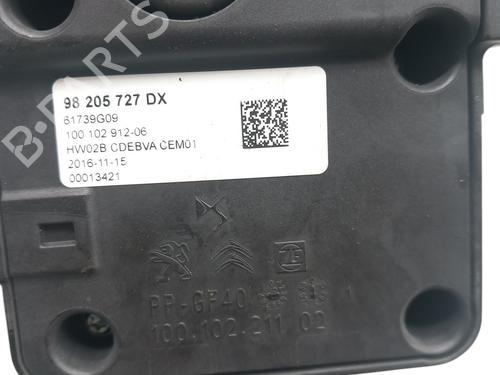 B-PARTS
98 205 727 DX
61739G09
100 102 912-06
HW02B CDEBVA CEM01
2016-11-15
00013421
ZF
PP-GF40
100.102.211 02